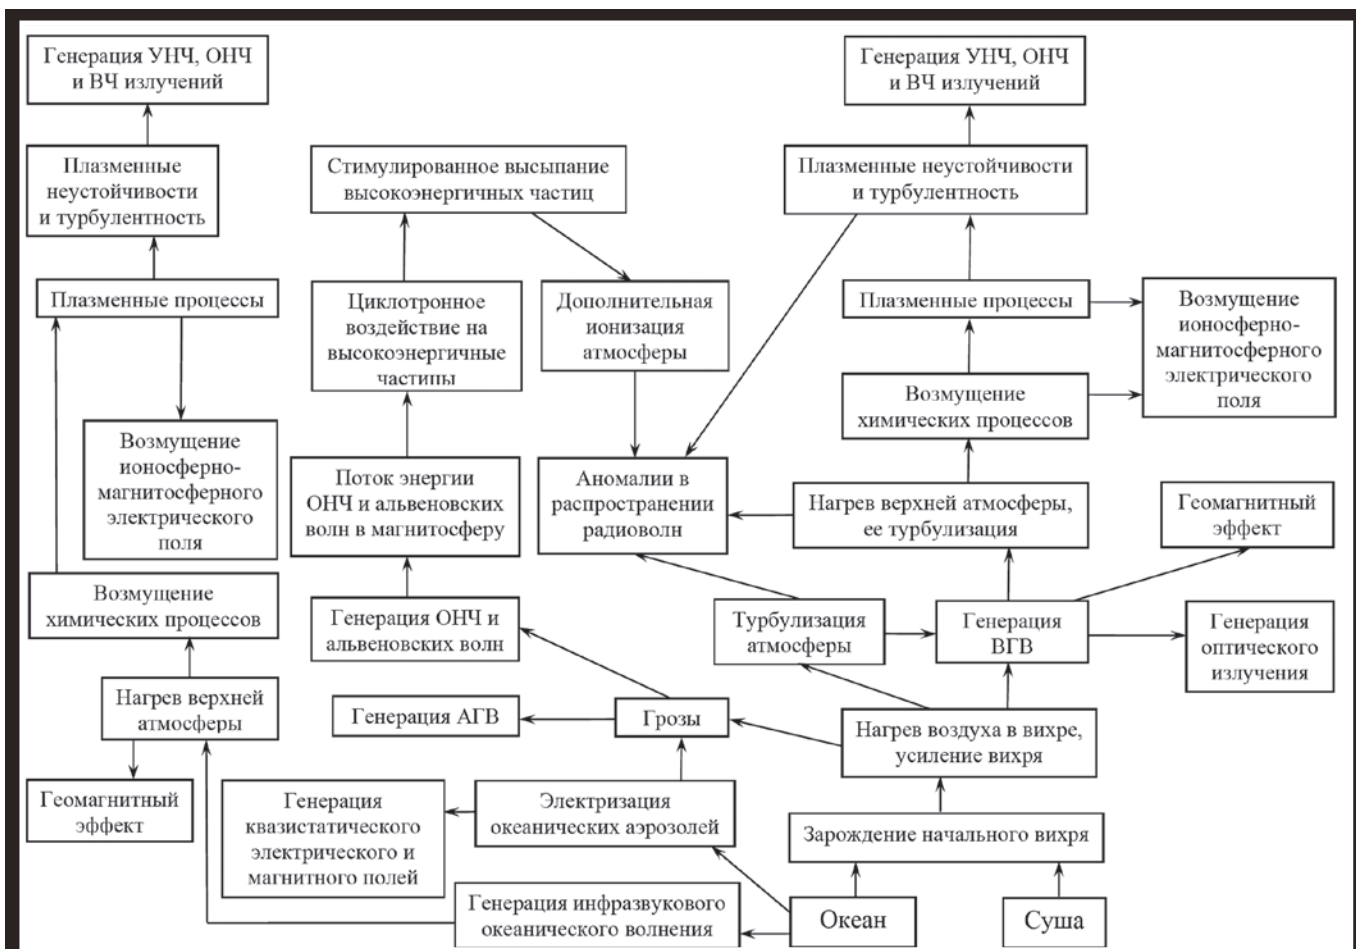 Генерация УНЧ, ОНЧ
и ВЧ излучений
Генерация УНЧ, ОНЧ
и ВЧ излучений
Плазменные
неустойчивости
и турбулентность
Стимулированное высыпание
высокоэнергичных частиц
Плазменные неустойчивости
и турбулентность
Плазменные процессы
Циклотронное
воздействие на
высокоэнергичные
частипы
Дополнительная
ионизация
атмосферы
Плазменные процессы
Возмущение
ионосферно-
магнитосферного
электрического
поля
Возмущение
химических процессов
Возмущение
ионосферно-
магнитосферного
электрического
поля
Поток энергии
ОНЧ и альвеновских
волн в магнитосферу
Аномалии в
распространении
радиоволн
Нагрев верхней атмосферы,
ее турбулизация
Геомагнитный
эффект
Возмущение
химических процессов
Генерация ОНЧ и
альвеновских волн
Турбулизация
атмосферы
Генерация
ВГВ
Генерация
оптического
излучения
Нагрев верхней
атмосферы
Генерация АГВ
Грозы
Нагрев воздуха в вихре,
усиление вихря
Геомагнитный
эффект
Генерация
квазистатического
электрического и
магнитного полей
Электризация
океанических аэрозолей
Зарождение начального вихря
Генерация инфразвукового
океанического волнения
Океан
Суша